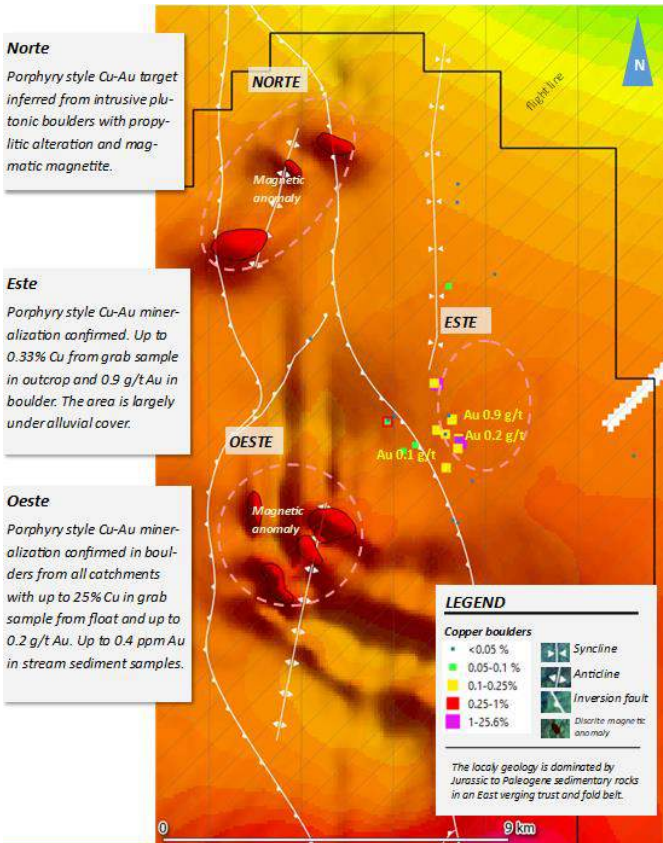 Norte
Porphyry style Cu-Au target
inferred from intrusive plu-
tonic boulders with propy-
litic alteration and mag-
matic magnetite.
NORTE
Magnetic
anomaly
flight line
N
Este
Porphyry style Cu-Au miner-
alization confirmed. Up to
0.33% Cu from grab sample
in outcrop and 0.9 g/t Au in
boulder. The area is largely
under alluvial cover.
ESTE
Au 0.9 g/t
Au 0.2 g/t
Au 0.1 g/t
OESTE
Magnetic
anomaly
Oeste
Porphyry style Cu-Au miner-
alization confirmed in boul-
ders from all catchments
with up to 25% Cu in grab
sample from float and up to
0.2 g/t Au. Up to 0.4 ppm Au
in stream sediment samples.
LEGEND
Copper boulders
<0.05 %
0.05-0.1 %
0.1-0.25%
0.25-1%
1-25.6%
Syncline
Anticline
Inversion fault
Discrite magnetic
anomaly
The localy geology is dominated by
Jurassic to Paleogene sedimentary rocks
in an East verging trust and fold belt.
0
9 km